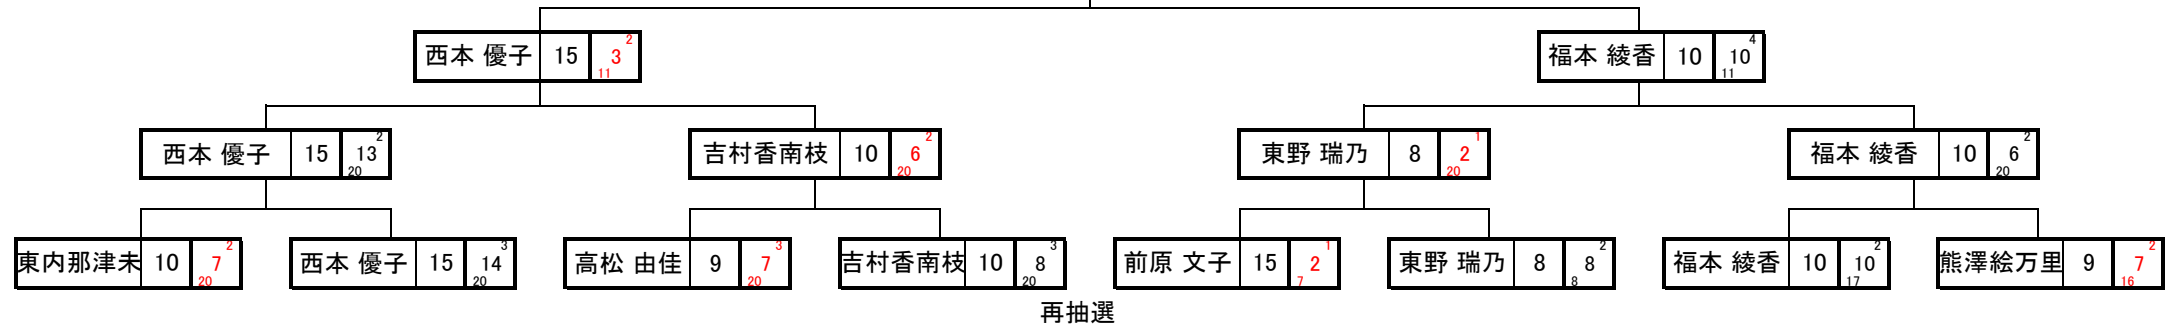 西本 優子 15 3 2 11 福本 綾香 10 10 4 11
西本 優子 15 13 2 20 吉村香南枝 10 6 2 20 東野 瑞乃 8 2 1 20 福本 綾香 10 6 2 20
東内那津未 10 7 2 20 西本 優子 15 14 3 20 高松 由佳 9 7 3 20 吉村香南枝 10 8 3 20 前原 文子 15 2 1 7 東野 瑞乃 8 8 2 8 福本 綾香 10 10 2 17 熊澤絵万里 9 7 2 16
再抽選